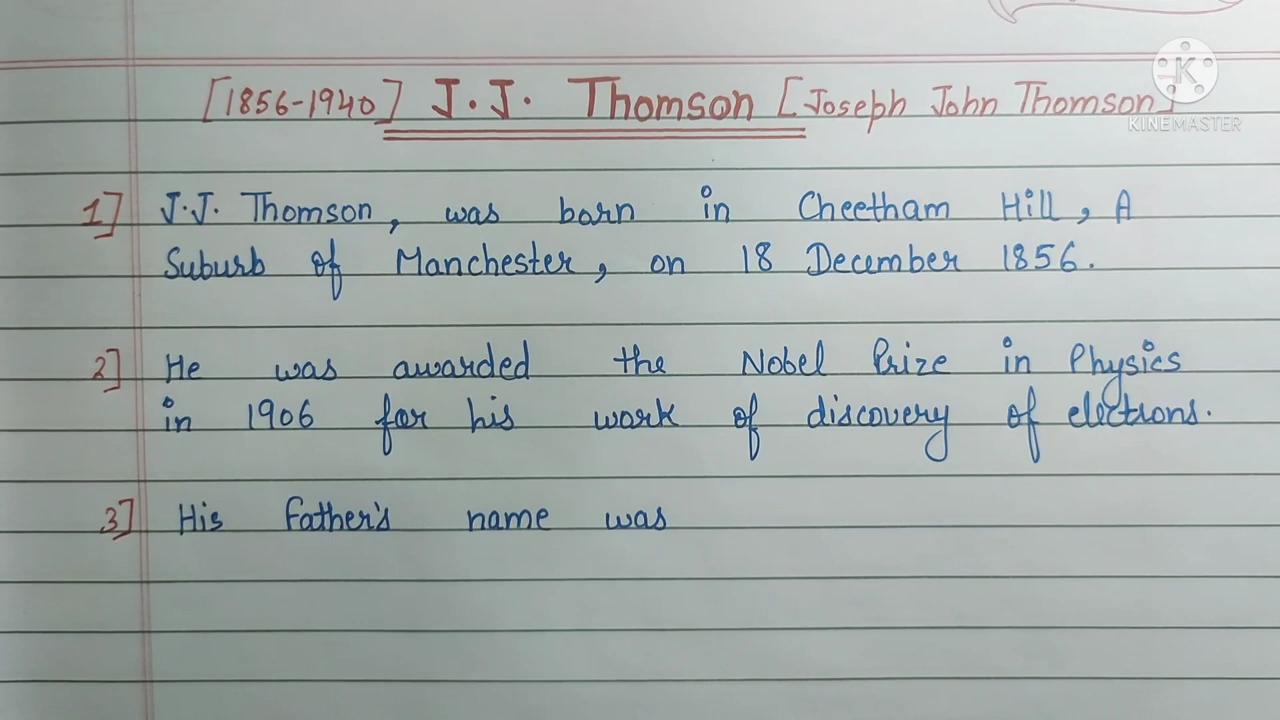 [1856-1940] J.J. Thomson [Joseph John Thomson]
KINEMASTER
1] J.J. Thomson, was born in Cheetham Hill, A
Suburb of Manchester, on 18 December 1856.
2] He was awarded the Nobel Prize in Physics
in 1906 for his work of discovery of elections.
3] His Father's name was